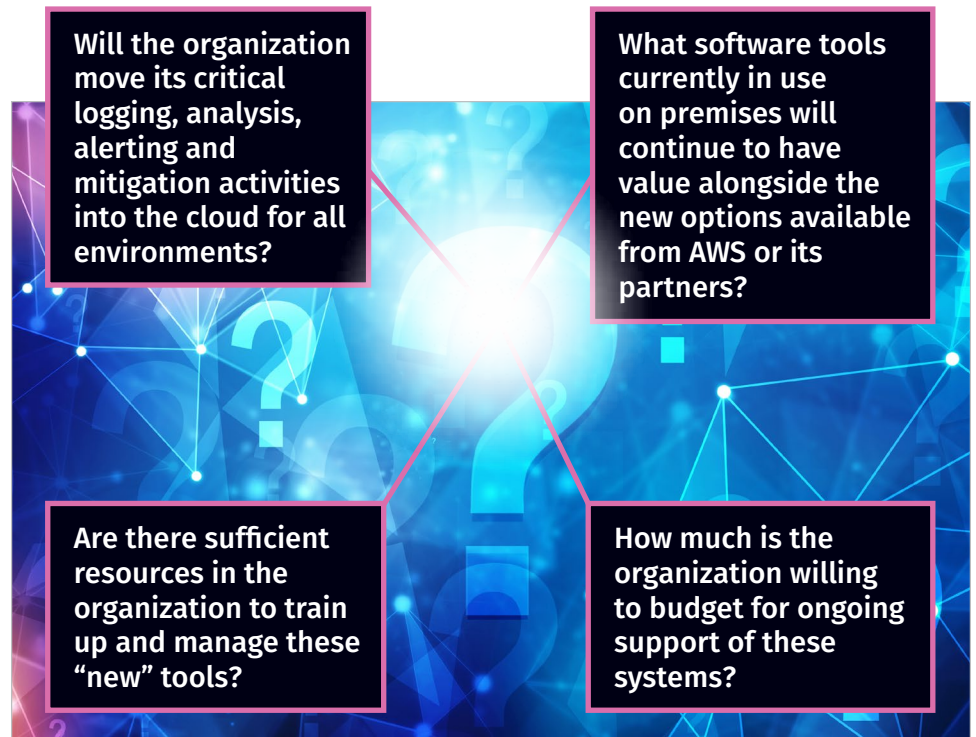 Will the organization
move its critical
logging, analysis,
alerting and
mitigation activities
into the cloud for all
environments?
What software tools
currently in use
on premises will
continue to have
value alongside the
new options available
from AWS or its
partners?
Are there sufficient
resources in the
organization to train
up and manage these
“new” tools?
How much is the
organization willing
to budget for ongoing
support of these
systems?